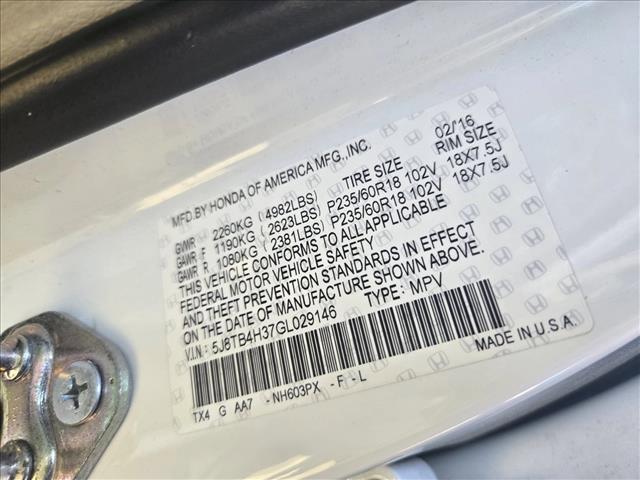 MFD.BY HONDA OF AMERICA MFG.,INC. 02/16
TIRE SIZE RIM SIZE
GVWR 2260KG (4982LBS)
GAWR F 1190KG (2623LBS) P235/60R18 102V 18X7.5J
GAWR R 1080KG (2381LBS) P235/60R18 102V 18X7.5J
THIS VEHICLE CONFORMS TO ALL APPLICABLE
FEDERAL MOTOR VEHICLE SAFETY
AND THEFT PREVENTION STANDARDS IN EFFECT
ON THE DATE OF MANUFACTURE SHOWN ABOVE.
V.I.N.: 5J8TB4H37GL029146 TYPE: MPV
TX4 G AA7 - NH603PX - F - L MADE IN U.S.A.